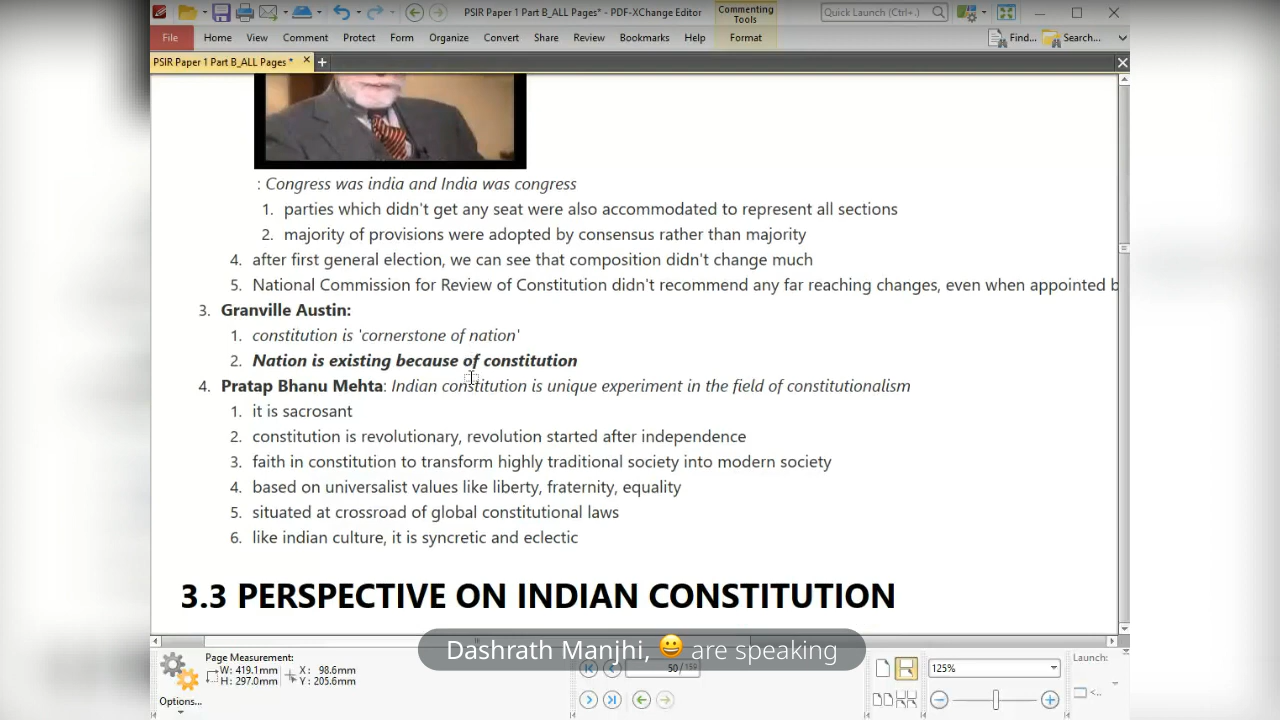 PSIR Paper 1 Part B_ALL Pages* - PDF-XChange Editor
Commenting Tools
Quick Launch (Ctrl+.)
File Home View Comment Protect Form Organize Convert Share Review Bookmarks Help Format
Find... Search...
PSIR Paper 1 Part B_ALL Pages *
: Congress was india and India was congress
1. parties which didn't get any seat were also accommodated to represent all sections
2. majority of provisions were adopted by consensus rather than majority
4. after first general election, we can see that composition didn't change much
5. National Commission for Review of Constitution didn't recommend any far reaching changes, even when appointed b
3. Granville Austin:
1. constitution is 'cornerstone of nation'
2. Nation is existing because of constitution
4. Pratap Bhanu Mehta: Indian constitution is unique experiment in the field of constitutionalism
1. it is sacrosant
2. constitution is revolutionary, revolution started after independence
3. faith in constitution to transform highly traditional society into modern society
4. based on universalist values like liberty, fraternity, equality
5. situated at crossroad of global constitutional laws
6. like indian culture, it is syncretic and eclectic
3.3 PERSPECTIVE ON INDIAN CONSTITUTION
Dashrath Manjhi, 😀 are speaking
Options...
Page Measurement:
W: 419.1mm
H: 297.0mm
X: 98.6mm
Y: 205.6mm
50 / 159
125%
Launch: